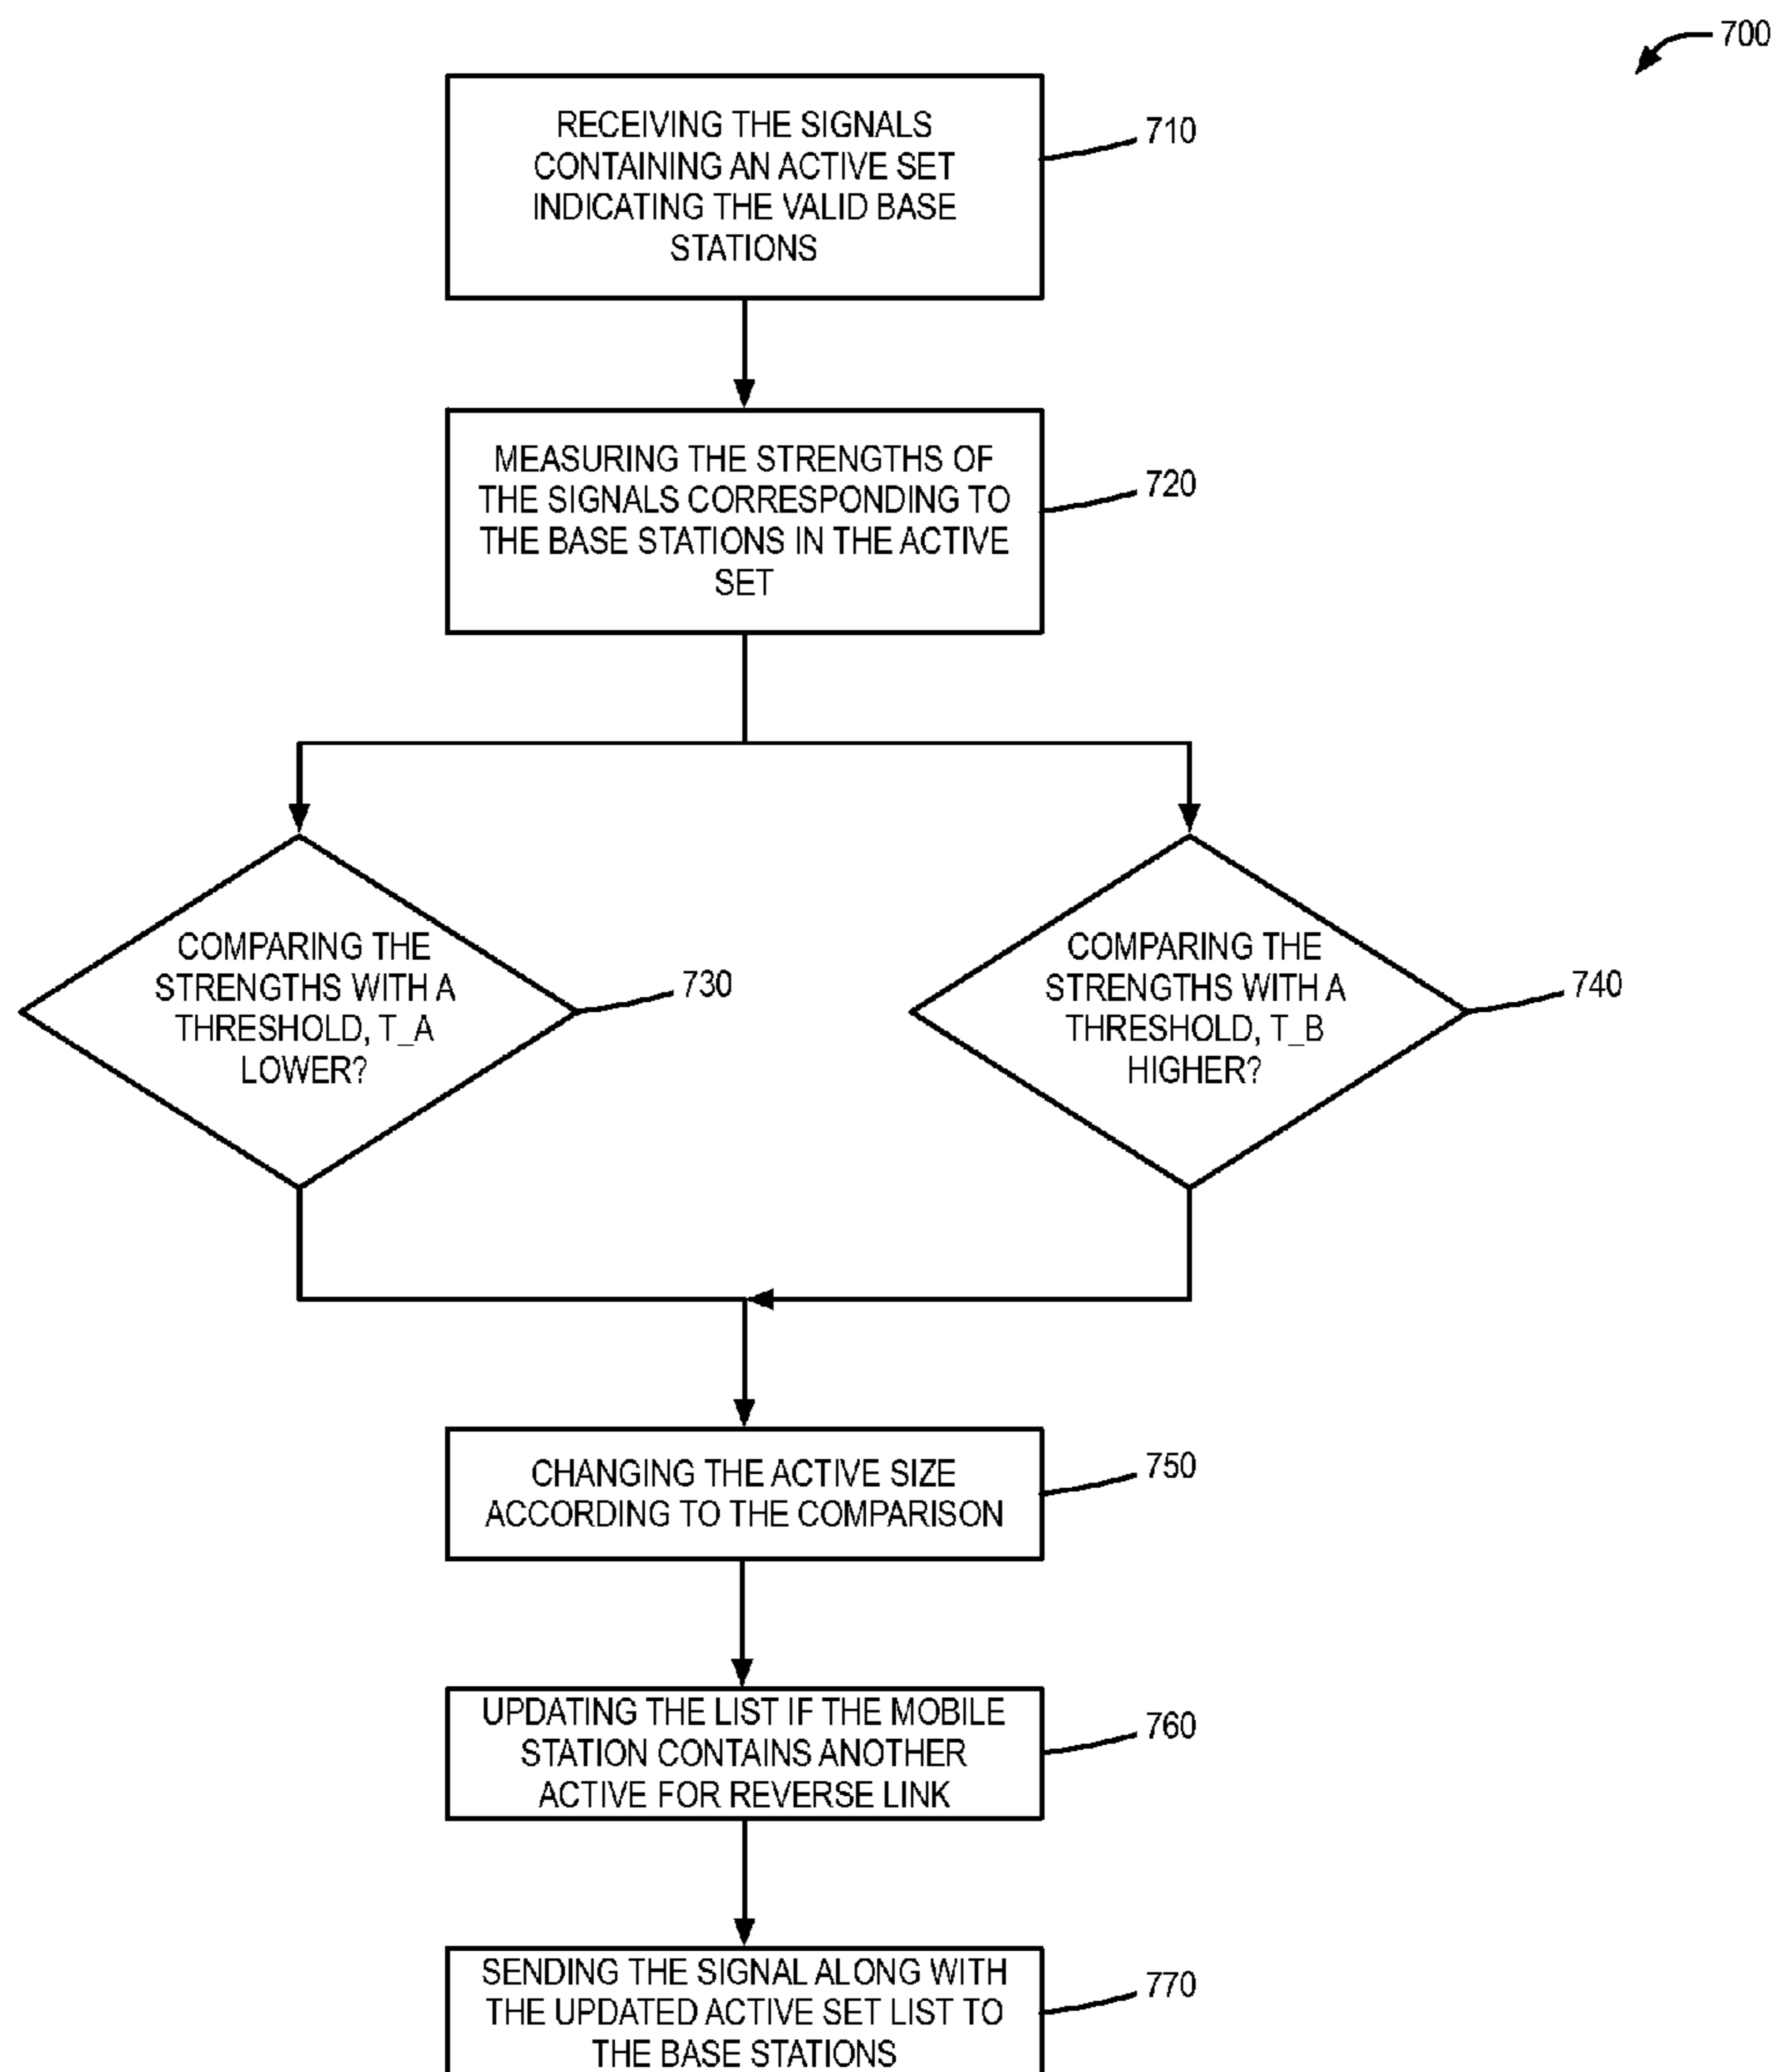 700
RECEIVING THE SIGNALS
CONTAINING AN ACTIVE SET
INDICATING THE VALID BASE
STATIONS
710
MEASURING THE STRENGTHS OF
THE SIGNALS CORRESPONDING TO
THE BASE STATIONS IN THE ACTIVE
SET
720
COMPARING THE
STRENGTHS WITH A
THRESHOLD, T_A
LOWER?
730
COMPARING THE
STRENGTHS WITH A
THRESHOLD, T_B
HIGHER?
740
CHANGING THE ACTIVE SIZE
ACCORDING TO THE COMPARISON
750
UPDATING THE LIST IF THE MOBILE
STATION CONTAINS ANOTHER
ACTIVE FOR REVERSE LINK
760
SENDING THE SIGNAL ALONG WITH
THE UPDATED ACTIVE SET LIST TO
THE BASE STATIONS
770